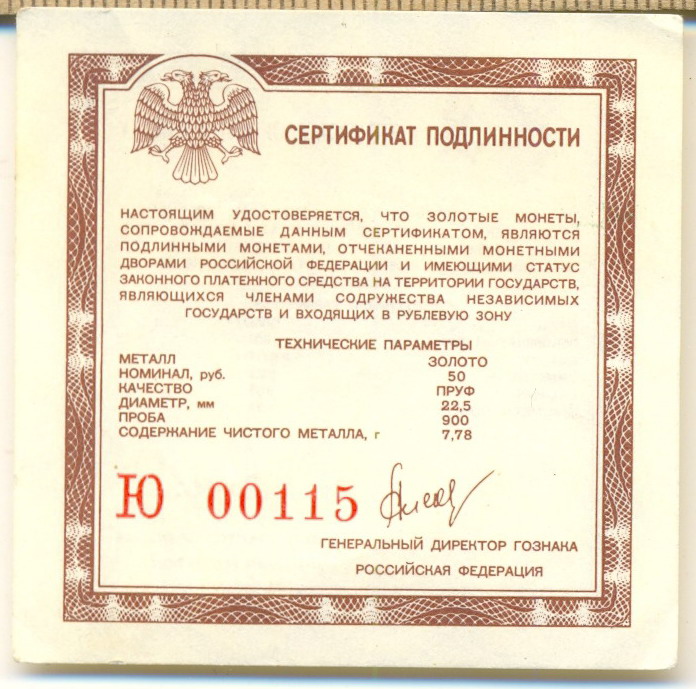 СЕРТИФИКАТ ПОДЛИННОСТИ
НАСТОЯЩИМ УДОСТОВЕРЯЕТСЯ, ЧТО ЗОЛОТЫЕ МОНЕТЫ,
СОПРОВОЖДАЕМЫЕ ДАННЫМ СЕРТИФИКАТОМ, ЯВЛЯЮТСЯ
ПОДЛИННЫМИ МОНЕТАМИ, ОТЧЕКАНЕННЫМИ МОНЕТНЫМИ
ДВОРАМИ РОССИЙСКОЙ ФЕДЕРАЦИИ И ИМЕЮЩИМИ СТАТУС
ЗАКОННОГО ПЛАТЕЖНОГО СРЕДСТВА НА ТЕРРИТОРИИ ГОСУДАРСТВ,
ЯВЛЯЮЩИХСЯ ЧЛЕНАМИ СОДРУЖЕСТВА НЕЗАВИСИМЫХ
ГОСУДАРСТВ И ВХОДЯЩИХ В РУБЛЕВУЮ ЗОНУ
ТЕХНИЧЕСКИЕ ПАРАМЕТРЫ
МЕТАЛЛ ЗОЛОТО
НОМИНАЛ, руб. 50
КАЧЕСТВО ПРУФ
ДИАМЕТР, мм 22,5
ПРОБА 900
СОДЕРЖАНИЕ ЧИСТОГО МЕТАЛЛА, г 7,78
Ю 00115
ГЕНЕРАЛЬНЫЙ ДИРЕКТОР ГОЗНАКА
РОССИЙСКАЯ ФЕДЕРАЦИЯ